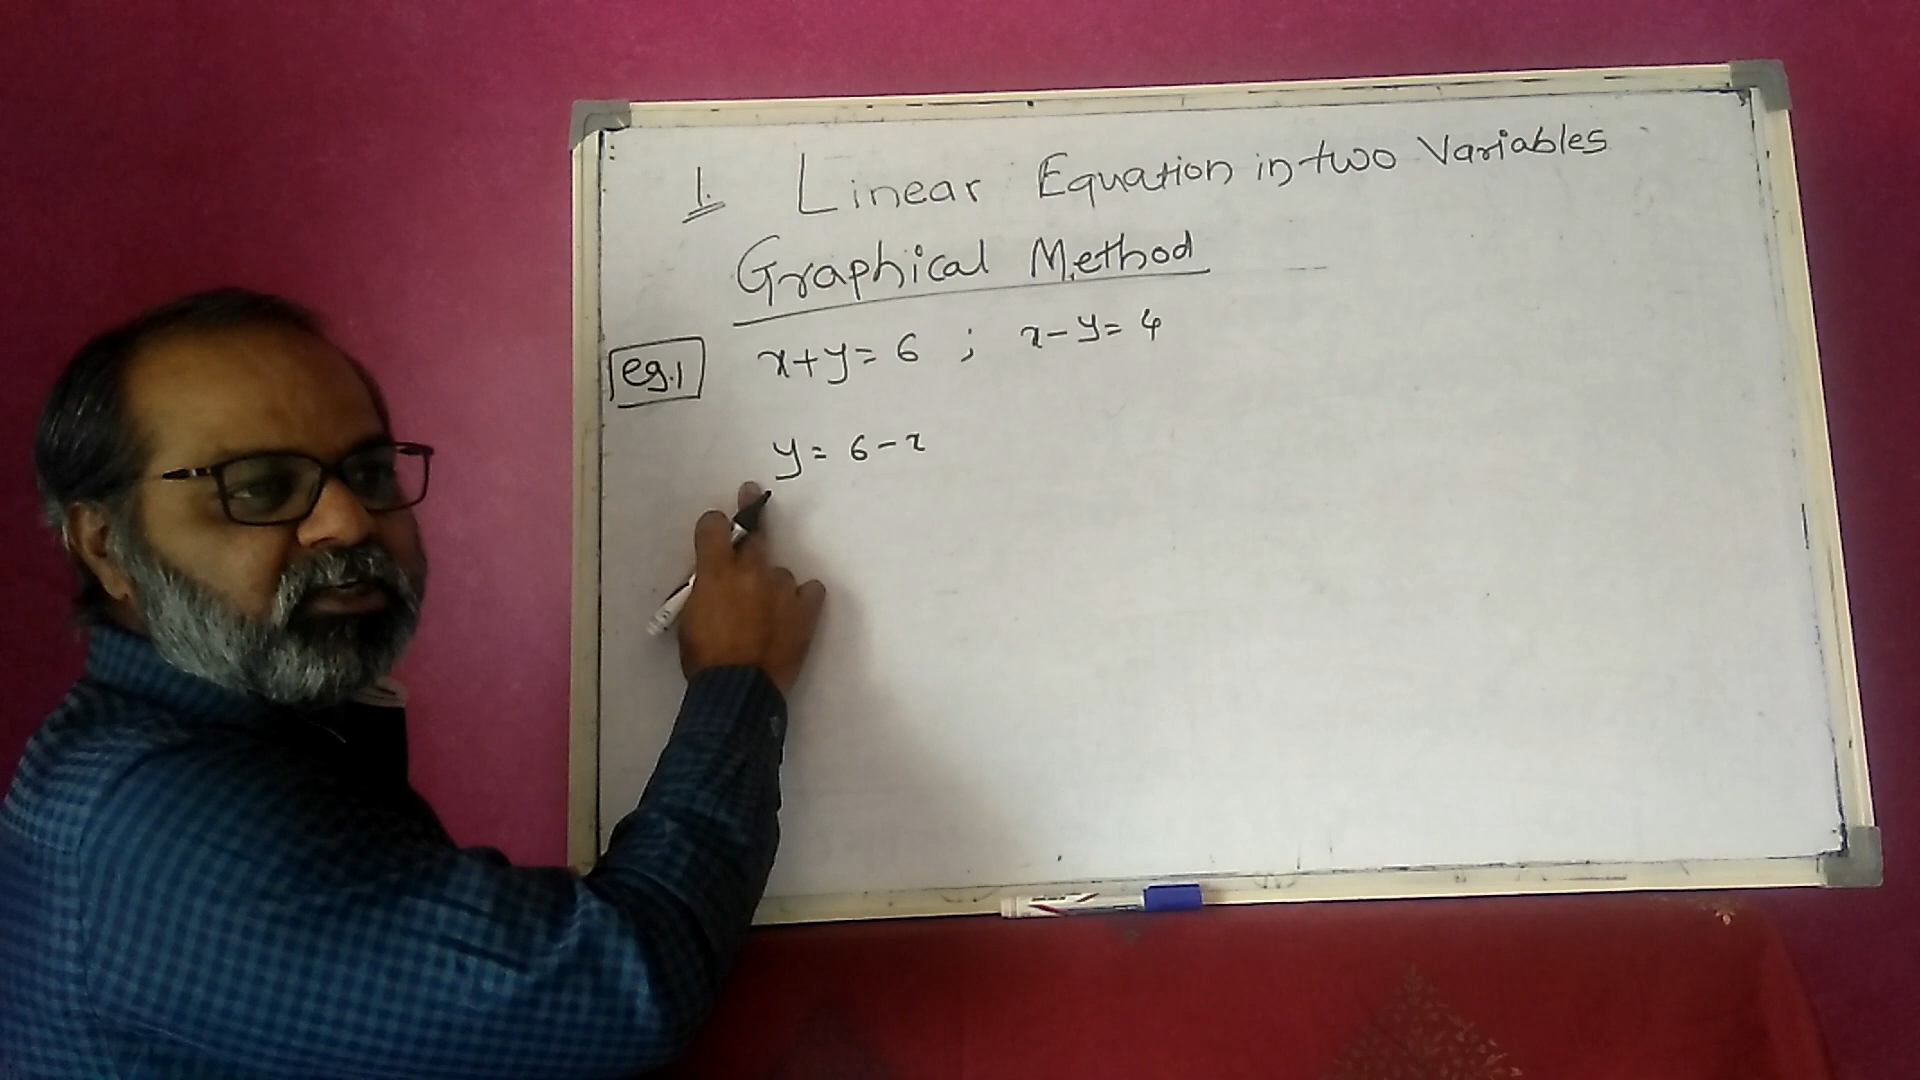 1. Linear Equation in two Variables
Graphical Method
eg.1 x+y=6 ; x-y=4
y=6-x